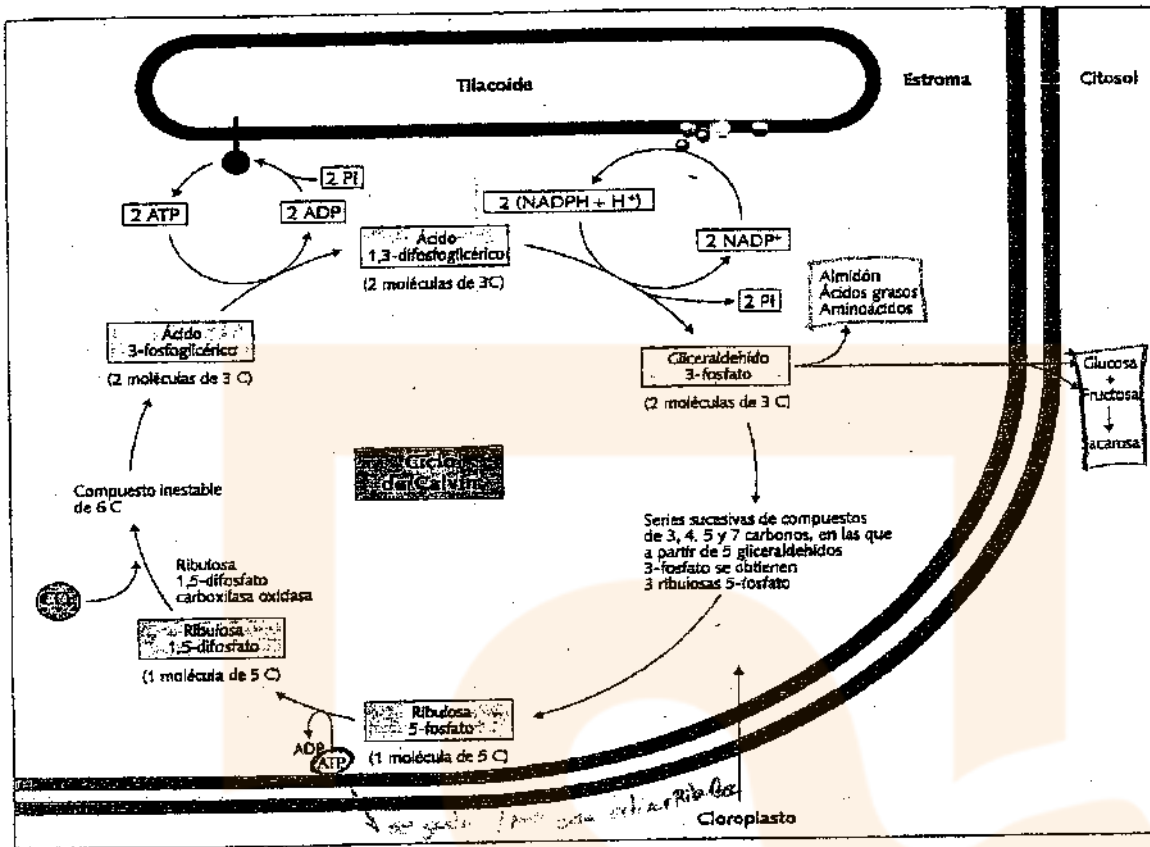 Tilacoide
Estroma
Citosol
2 Pi
2 ATP
2 ADP
2 (NADPH + H+)
2 NADP+
Ácido
1,3-difosfoglicérico
(2 moléculas de 3C)
2 Pi
Almidón
Ácidos grasos
Aminoácidos
Ácido
3-fosfoglicérico
(2 moléculas de 3 C)
Gliceraldehído
3-fosfato
(2 moléculas de 3 C)
Glucosa
+
Fructosa
acarosa
Ciclo
de Calvin
Compuesto inestable
de 6 C
Series sucesivas de compuestos
de 3, 4, 5 y 7 carbonos, en las que
a partir de 5 gliceraldehídos
3-fosfato se obtienen
3 ribulosas 5-fosfato
Ribulosa
1,5-difosfato
carboxilasa oxidasa
CO
Ribulosa
1,5-difosfato
(1 molécula de 5 C)
Ribulosa
5-fosfato
(1 molécula de 5 C)
ADP
ATP
Cloroplasto